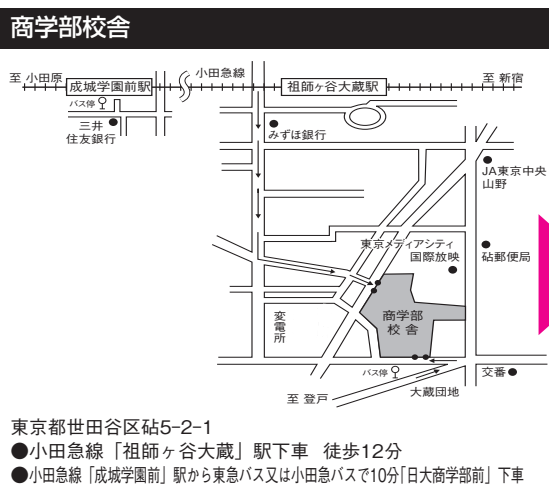 商学部校舎
至 小田原
成城学園前駅
小田急線
祖師ヶ谷大蔵駅
至 新宿
バス停
三井
住友銀行
みずほ銀行
JA東京中央
山野
東京メディアシティ
国際放映
砧郵便局
変電所
商学部
校 舎
バス停
交番●
至 登戸
大蔵団地
東京都世田谷区砧5-2-1
●小田急線「祖師ヶ谷大蔵」駅下車 徒歩12分
●小田急線「成城学園前」駅から東急バス又は小田急バスで10分「日大商学部前」下車